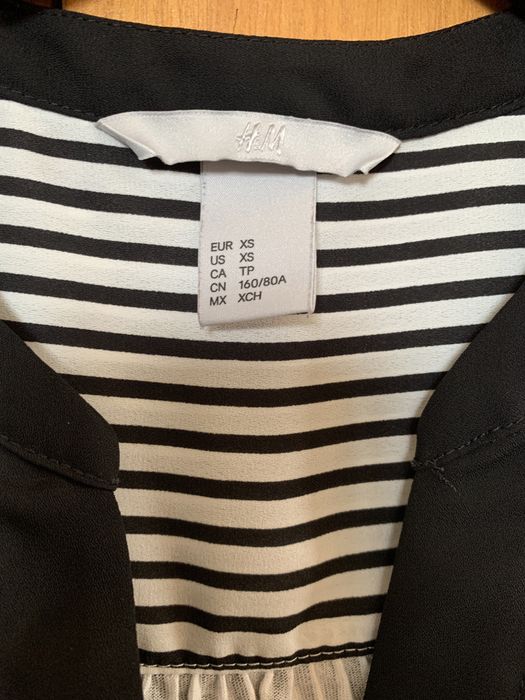 H&M
EUR XS
US XS
CA TP
CN 160/80A
MX XCH